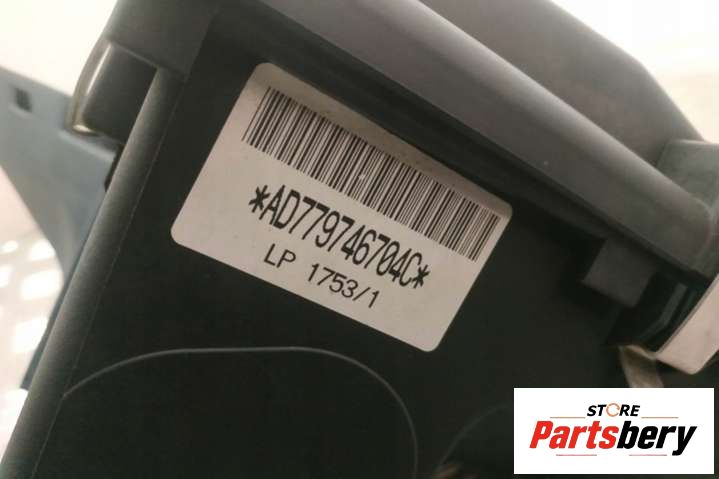 *AD779746704C*
LP 1753/1
STORE
Partsbery